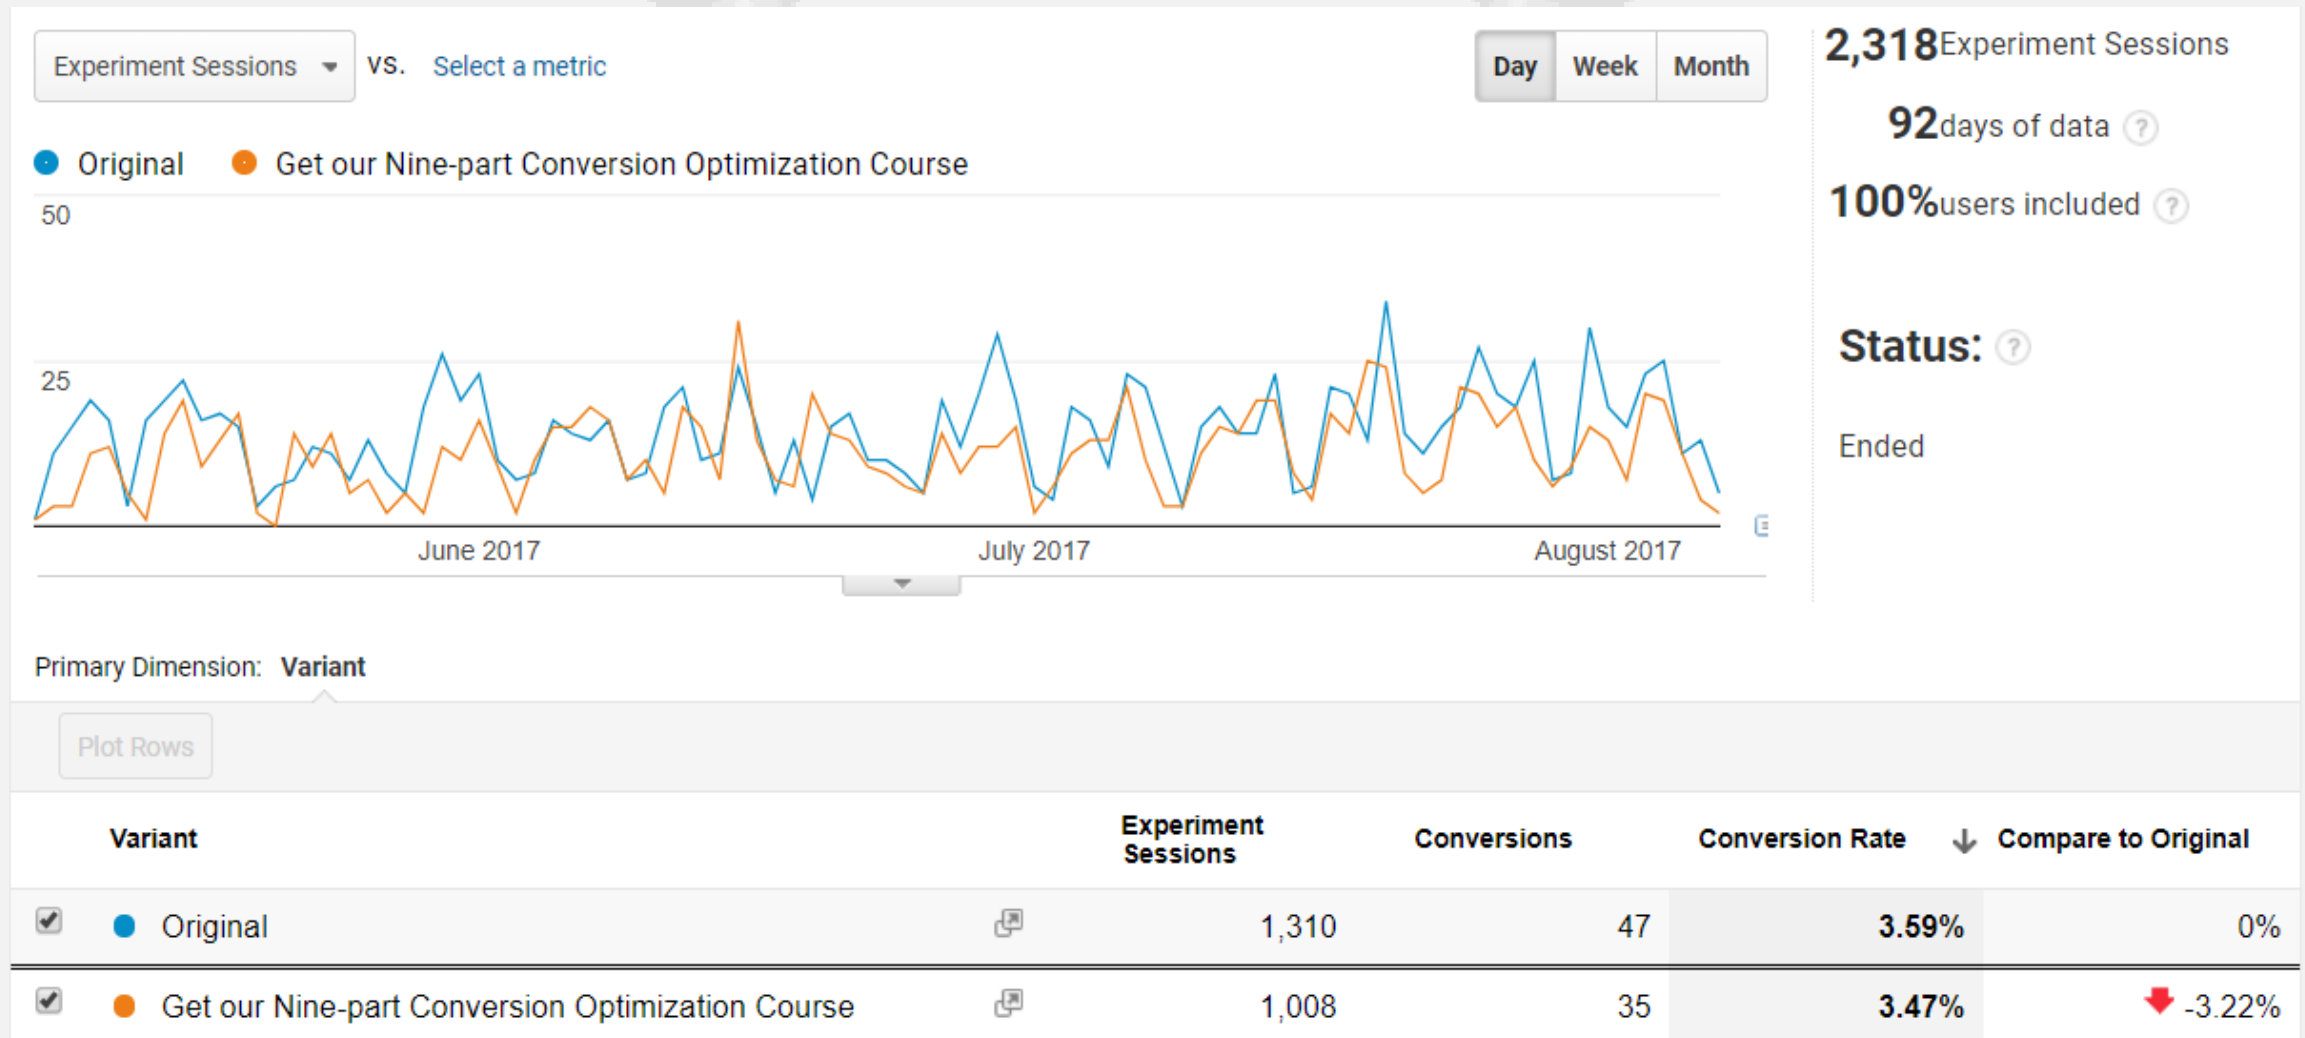 Experiment Sessions vs. Select a metric
Day Week Month
2,318 Experiment Sessions
92 days of data ?
100% users included ?
Status: ?
Ended
Original Get our Nine-part Conversion Optimization Course
50
25
June 2017 July 2017 August 2017
Primary Dimension: Variant
Plot Rows
Variant Experiment Sessions Conversions Conversion Rate Compare to Original
Original 1,310 47 3.59% 0%
Get our Nine-part Conversion Optimization Course 1,008 35 3.47% -3.22%